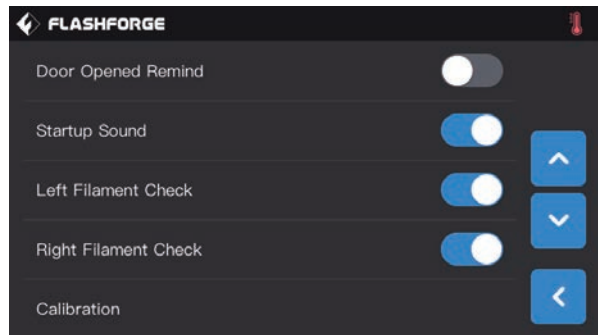 FLASHFORGE
Door Opened Remind
Startup Sound
Left Filament Check
Right Filament Check
Calibration